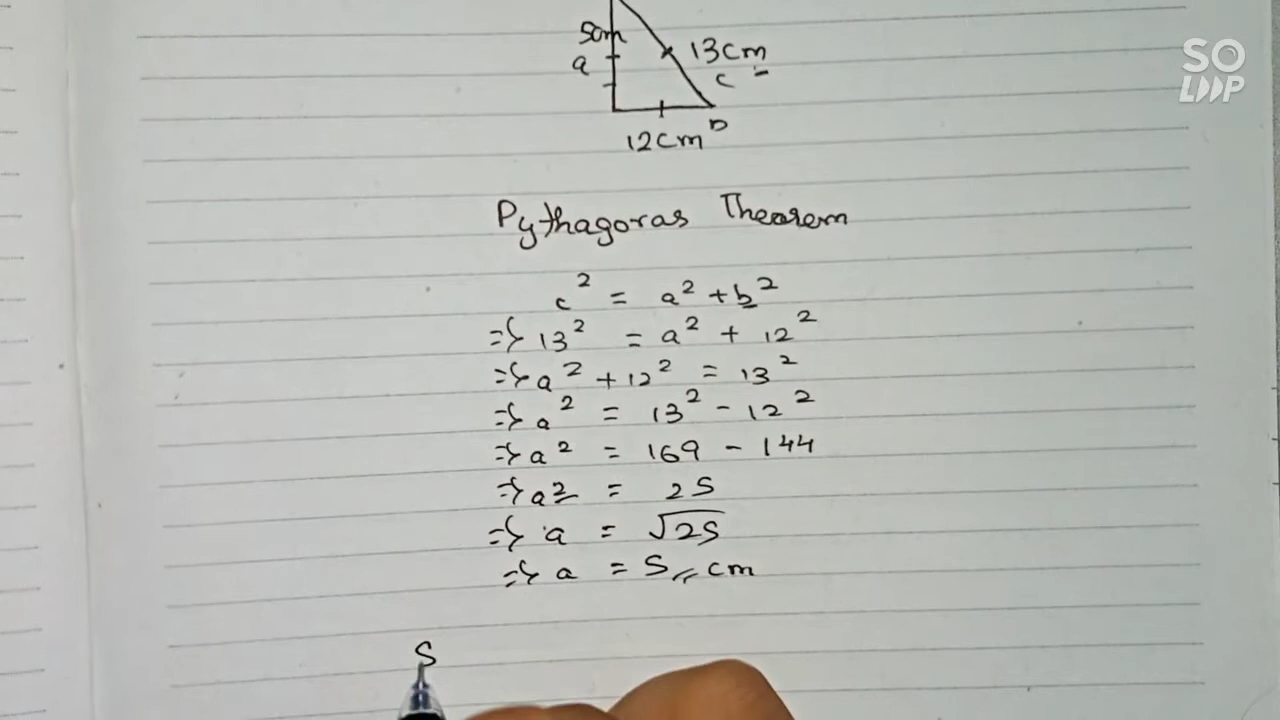 5cm
a
13cm
c
12cm
b
Pythagoras Theorem
c² = a² + b²
=> 13² = a² + 12²
=> a² + 12² = 13²
=> a² = 13² - 12²
=> a² = 169 - 144
=> a² = 25
=> a = √25
=> a = 5 cm
S
SO
LOOP